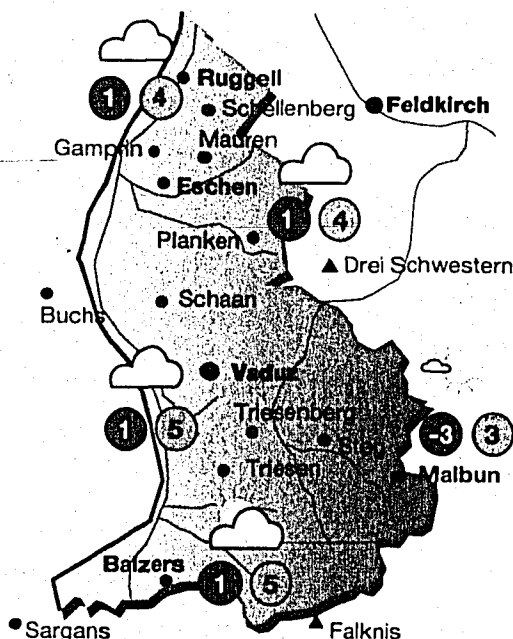 Ruggell
1 4
Schellenberg
Feldkirch
Gamprin
Mauren
Eschen
1 4
Planken
Drei Schwestern
Schaan
Buchs
Vaduz
1 5
Triesenberg
Steg
-3 3
Triesen
Malbun
Balzers
1 5
Sargans
Falknis